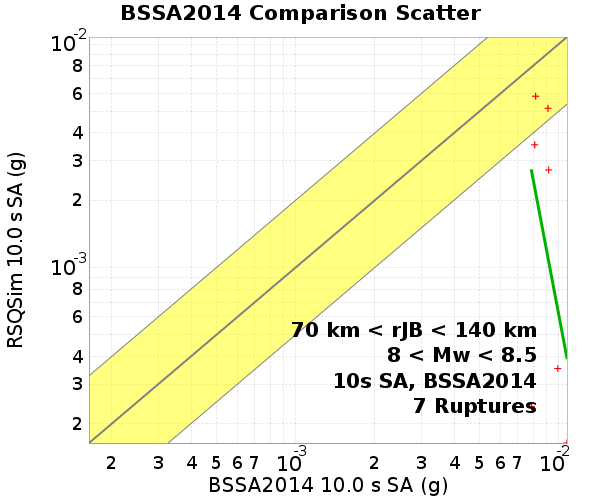 BSSA2014 Comparison Scatter
10-2
8
6
4
3
2
10-3
8
6
4
3
2
RSQSim 10.0 s SA (g)
70 km < rJB < 140 km
8 < Mw < 8.5
10s SA, BSSA2014
7 Ruptures
2 3 4 5 6 7 10-3 2 3 4 5 6 7 10-2
BSSA2014 10.0 s SA (g)